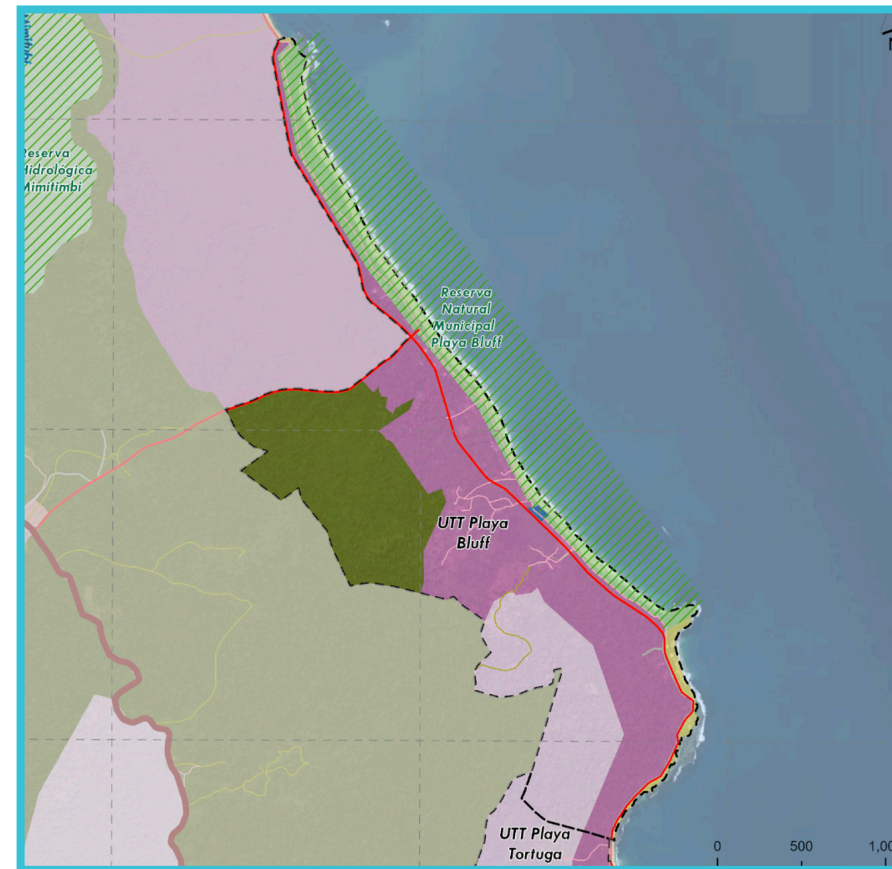 Reserva
Hidrológica
Mimitimbi
Reserva
Natural
Municipal
Playa Bluff
UTT Playa
Bluff
UTT Playa
Tortuga
0 500